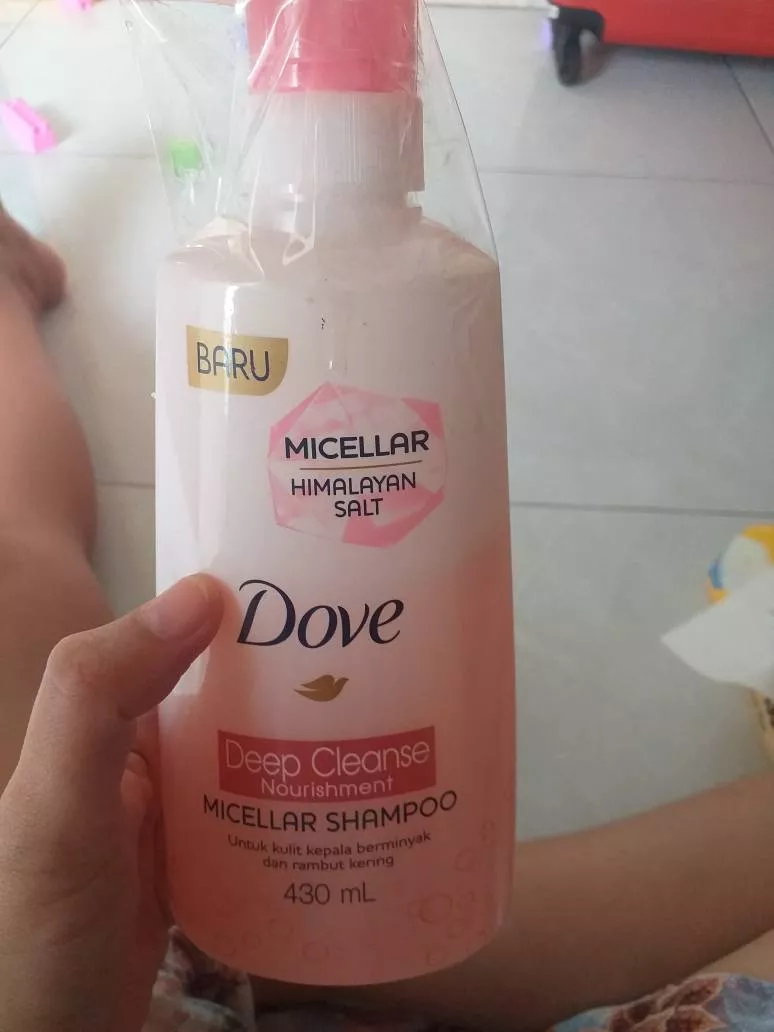 BARU
MICELLAR
HIMALAYAN
SALT
Dove
Deep Cleanse
Nourishment
MICELLAR SHAMPOO
Untuk kulit kepala berminyak
dan rambut kering
430 mL